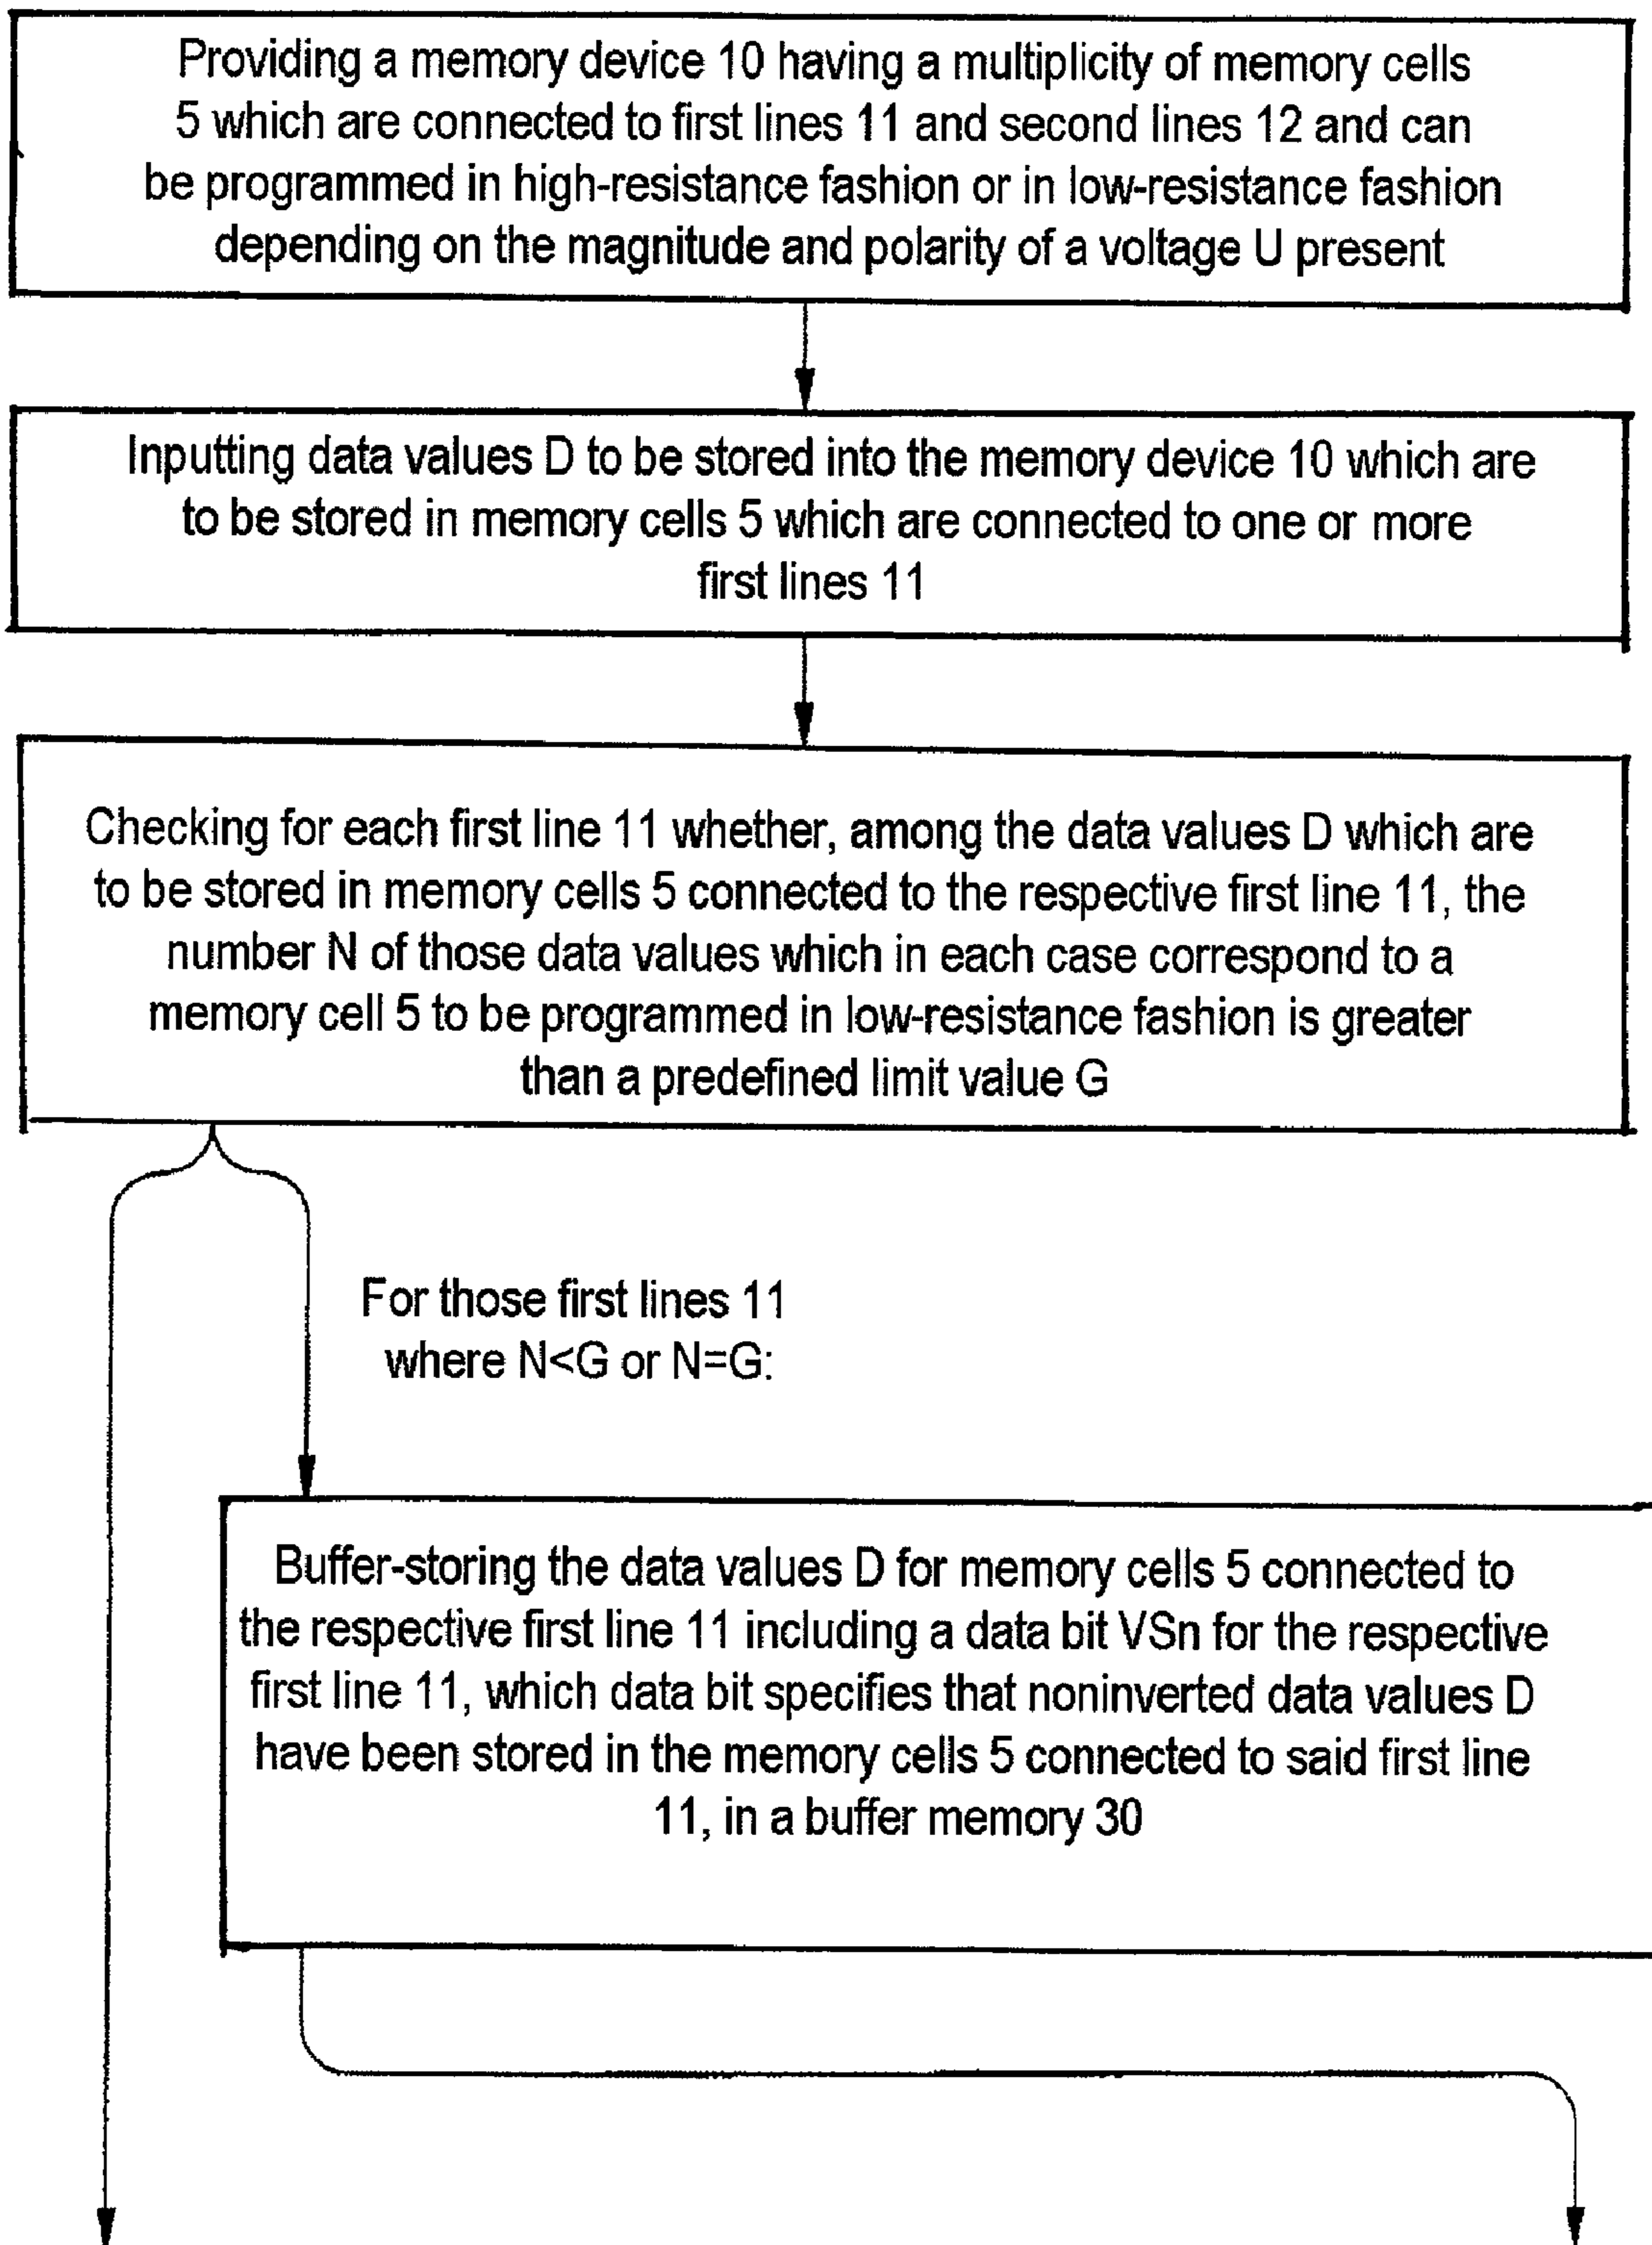 Providing a memory device 10 having a multiplicity of memory cells
5 which are connected to first lines 11 and second lines 12 and can
be programmed in high-resistance fashion or in low-resistance fashion
depending on the magnitude and polarity of a voltage U present
Inputting data values D to be stored into the memory device 10 which are
to be stored in memory cells 5 which are connected to one or more
first lines 11
Checking for each first line 11 whether, among the data values D which are
to be stored in memory cells 5 connected to the respective first line 11, the
number N of those data values which in each case correspond to a
memory cell 5 to be programmed in low-resistance fashion is greater
than a predefined limit value G
For those first lines 11
where N<G or N=G:
Buffer-storing the data values D for memory cells 5 connected to
the respective first line 11 including a data bit VSn for the respective
first line 11, which data bit specifies that noninverted data values D
have been stored in the memory cells 5 connected to said first line
11, in a buffer memory 30